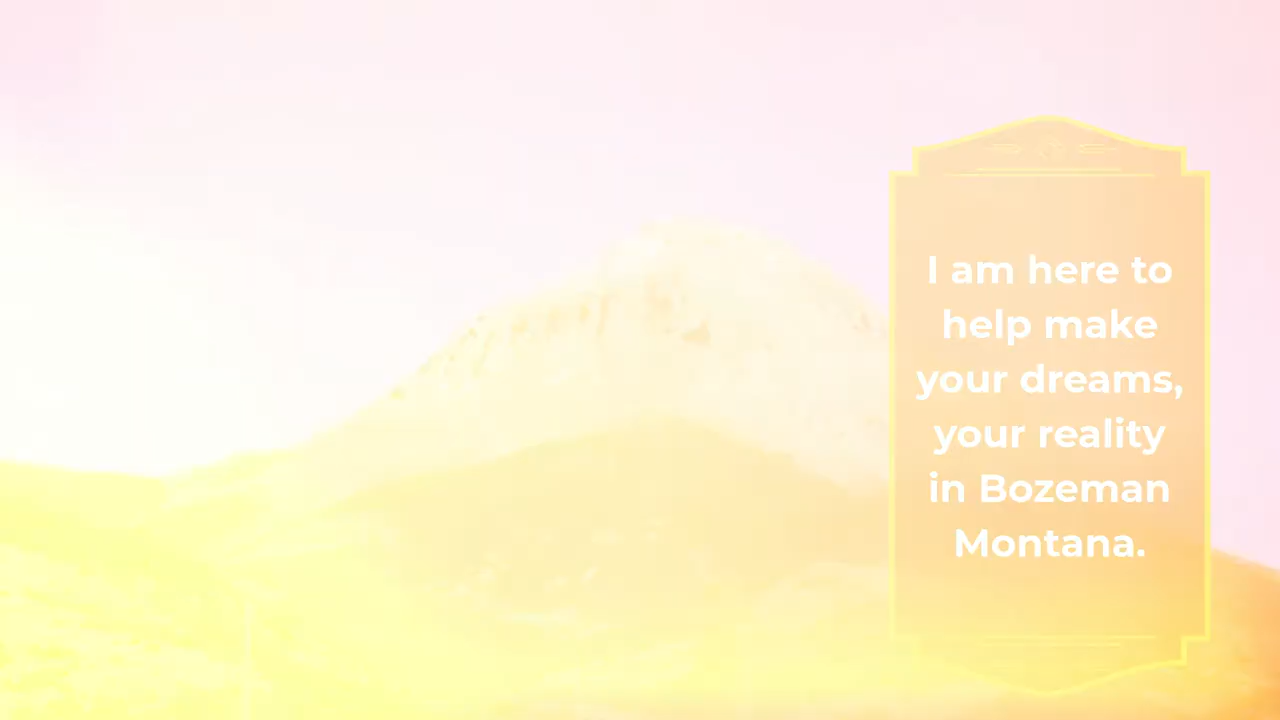 I am here to
help make
your dreams,
your reality
in Bozeman
Montana.